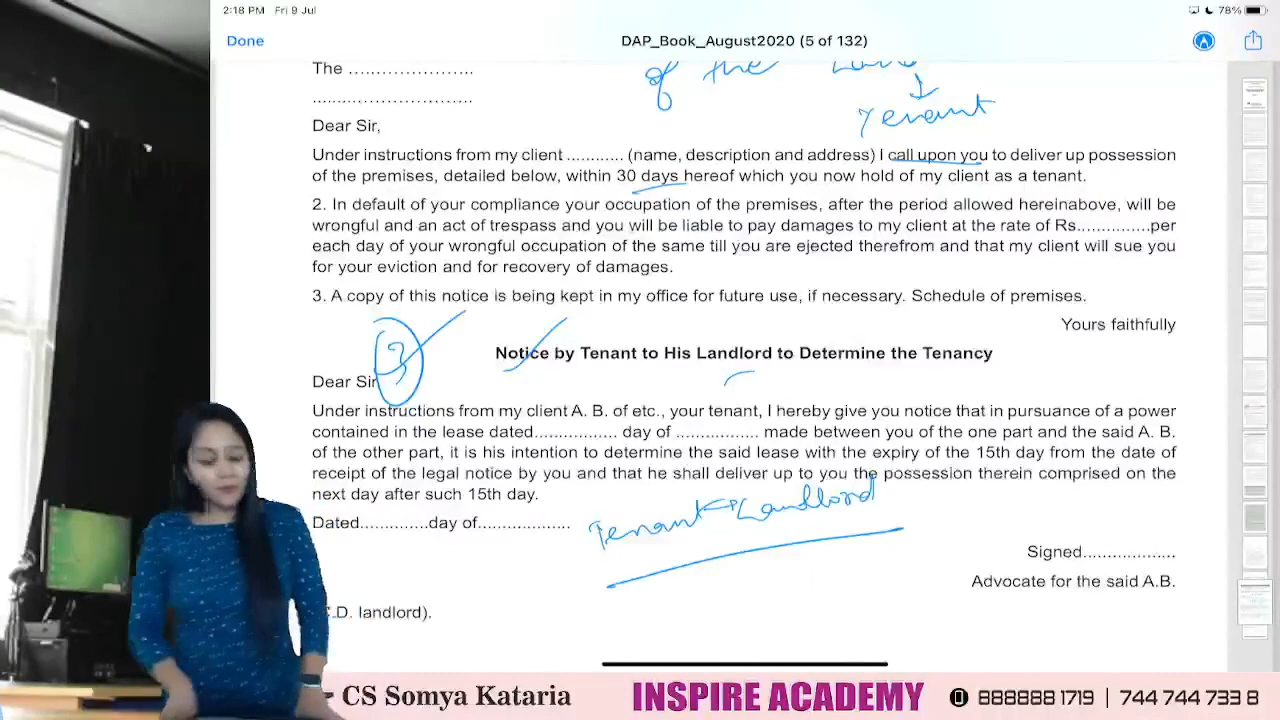 2:18 PM Fri 9 Jul
78%
Done
DAP_Book_August2020 (5 of 132)
of the
Tenant
The .......................
..............................
Dear Sir,
Under instructions from my client ............ (name, description and address) I call upon you to deliver up possession
of the premises, detailed below, within 30 days hereof which you now hold of my client as a tenant.
2. In default of your compliance your occupation of the premises, after the period allowed hereinabove, will be
wrongful and an act of trespass and you will be liable to pay damages to my client at the rate of Rs...............per
each day of your wrongful occupation of the same till you are ejected therefrom and that my client will sue you
for your eviction and for recovery of damages.
3. A copy of this notice is being kept in my office for future use, if necessary. Schedule of premises.
Yours faithfully
3
Notice by Tenant to His Landlord to Determine the Tenancy
Dear Sir
Under instructions from my client A. B. of etc., your tenant, I hereby give you notice that in pursuance of a power
contained in the lease dated................. day of ................. made between you of the one part and the said A. B.
of the other part, it is his intention to determine the said lease with the expiry of the 15th day from the date of
receipt of the legal notice by you and that he shall deliver up to you the possession therein comprised on the
next day after such 15th day.
Tenant → Landlord
Dated..............day of...................
Signed...................
Advocate for the said A.B.
.D. landlord).
CS Somya Kataria
INSPIRE ACADEMY
888888 1719 | 744 744 733 8